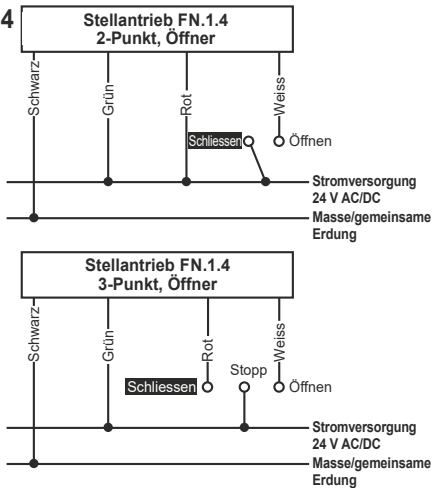 4
Stellantrieb FN.1.4
2-Punkt, Öffner
Schwarz
Grün
Rot
Weiss
Schliessen
Öffnen
Stromversorgung
24 V AC/DC
Masse/gemeinsame
Erdung
Stellantrieb FN.1.4
3-Punkt, Öffner
Schwarz
Grün
Rot
Weiss
Stopp
Schliessen
Öffnen
Stromversorgung
24 V AC/DC
Masse/gemeinsame
Erdung